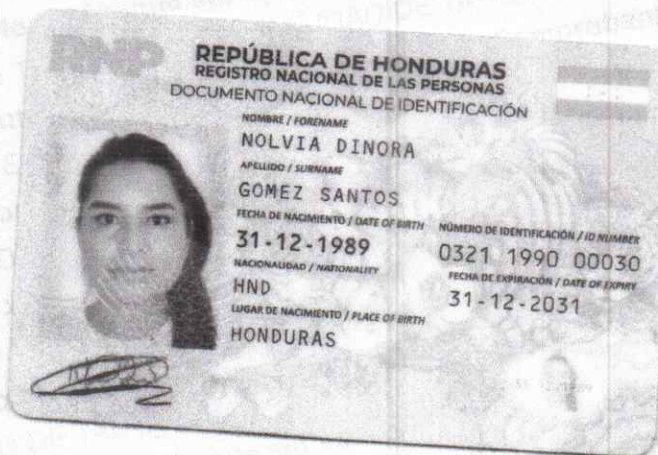 RNP
REPÚBLICA DE HONDURAS
REGISTRO NACIONAL DE LAS PERSONAS
DOCUMENTO NACIONAL DE IDENTIFICACIÓN
NOMBRE / FORENAME
NOLVIA DINORA
APELLIDO / SURNAME
GOMEZ SANTOS
FECHA DE NACIMIENTO / DATE OF BIRTH
31-12-1989
NÚMERO DE IDENTIFICACIÓN / ID NUMBER
0321 1990 00030
NACIONALIDAD / NATIONALITY
HND
FECHA DE EXPIRACIÓN / DATE OF EXPIRY
31-12-2031
LUGAR DE NACIMIENTO / PLACE OF BIRTH
HONDURAS